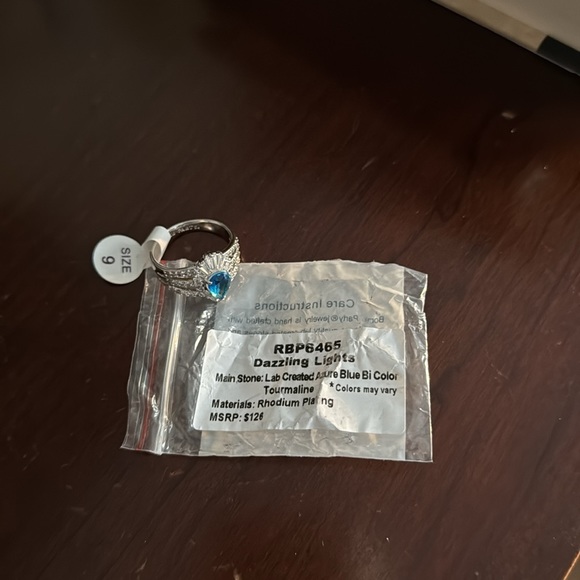 SIZE
9
Care Instructions
RBP6465
Dazzling Lights
Main Stone: Lab Created Azure Blue Bi Color
Tourmaline *Colors may vary
Materials: Rhodium Plating
MSRP: $126